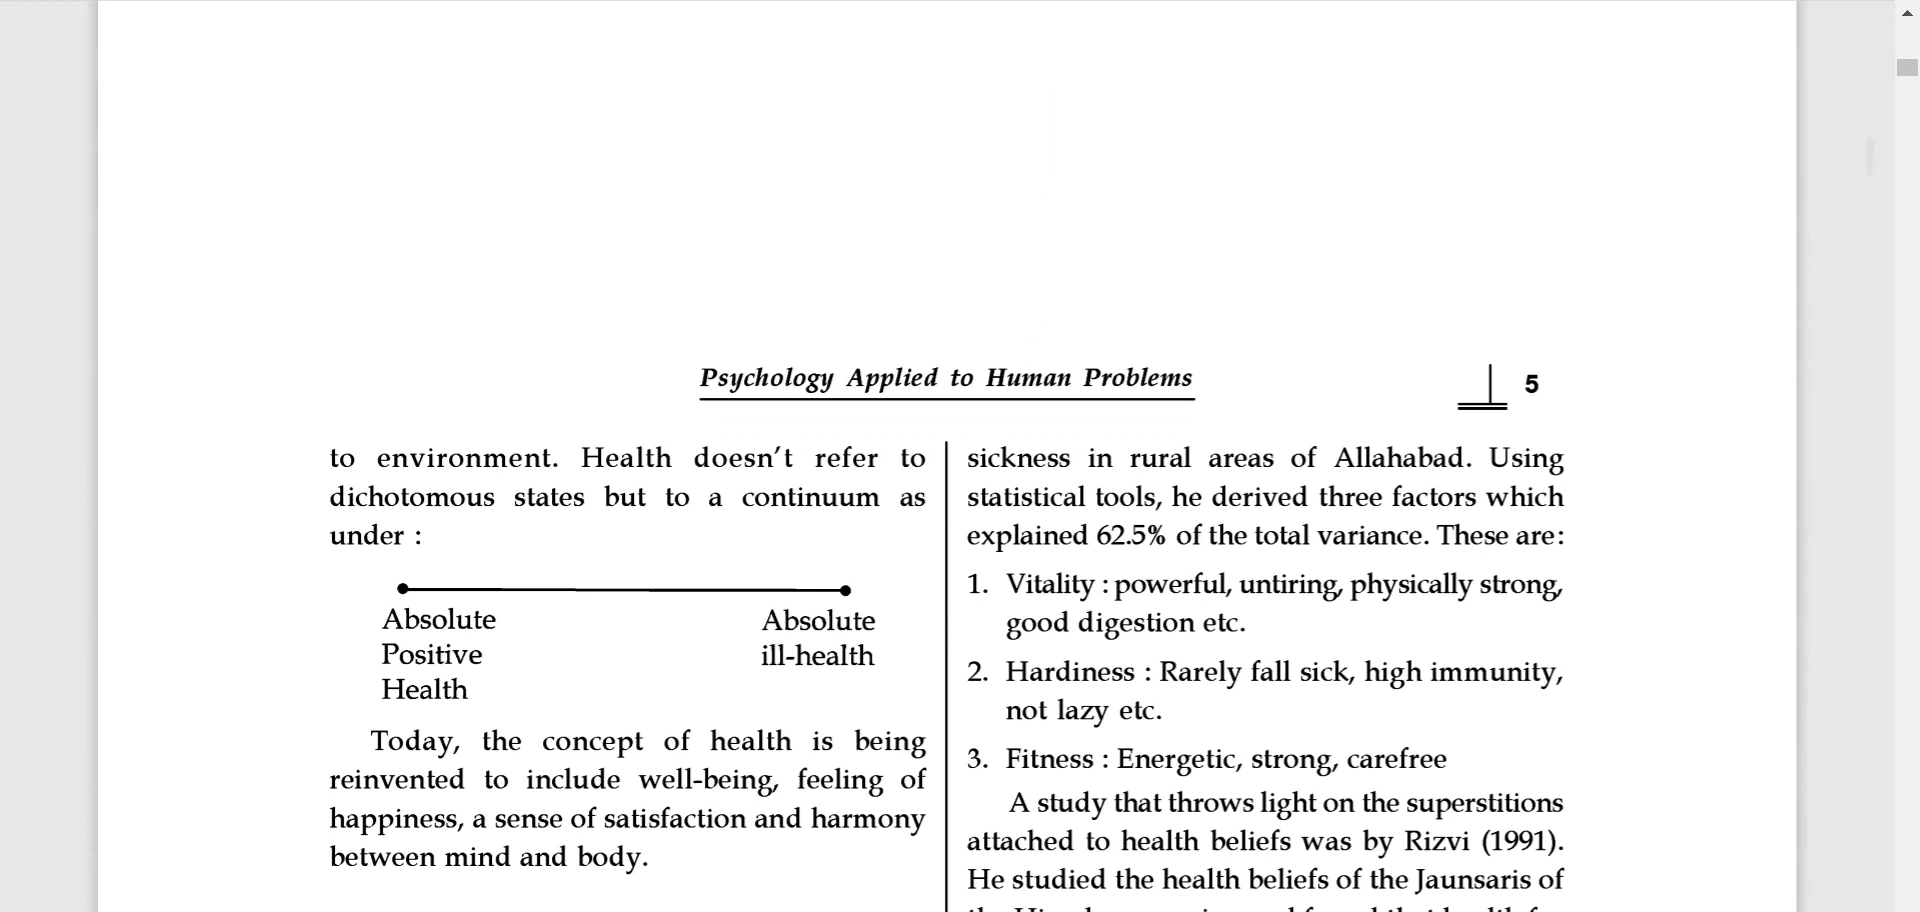 Psychology Applied to Human Problems
5
to environment. Health doesn't refer to
dichotomous states but to a continuum as
under :
Absolute
Positive
Health
Absolute
ill-health
Today, the concept of health is being
reinvented to include well-being, feeling of
happiness, a sense of satisfaction and harmony
between mind and body.
sickness in rural areas of Allahabad. Using
statistical tools, he derived three factors which
explained 62.5% of the total variance. These are:
1. Vitality : powerful, untiring, physically strong,
good digestion etc.
2. Hardiness : Rarely fall sick, high immunity,
not lazy etc.
3. Fitness : Energetic, strong, carefree
A study that throws light on the superstitions
attached to health beliefs was by Rizvi (1991).
He studied the health beliefs of the Jaunsaris of